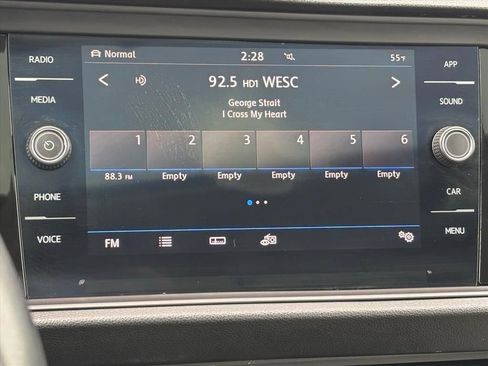 RADIO
MEDIA
PHONE
VOICE
Normal 2:28 55°F
HD 92.5 HD1 WESC
George Strait
I Cross My Heart
1 2 3 4 5 6
88.3 FM Empty Empty Empty Empty Empty
FM
APP
SOUND
CAR
MENU